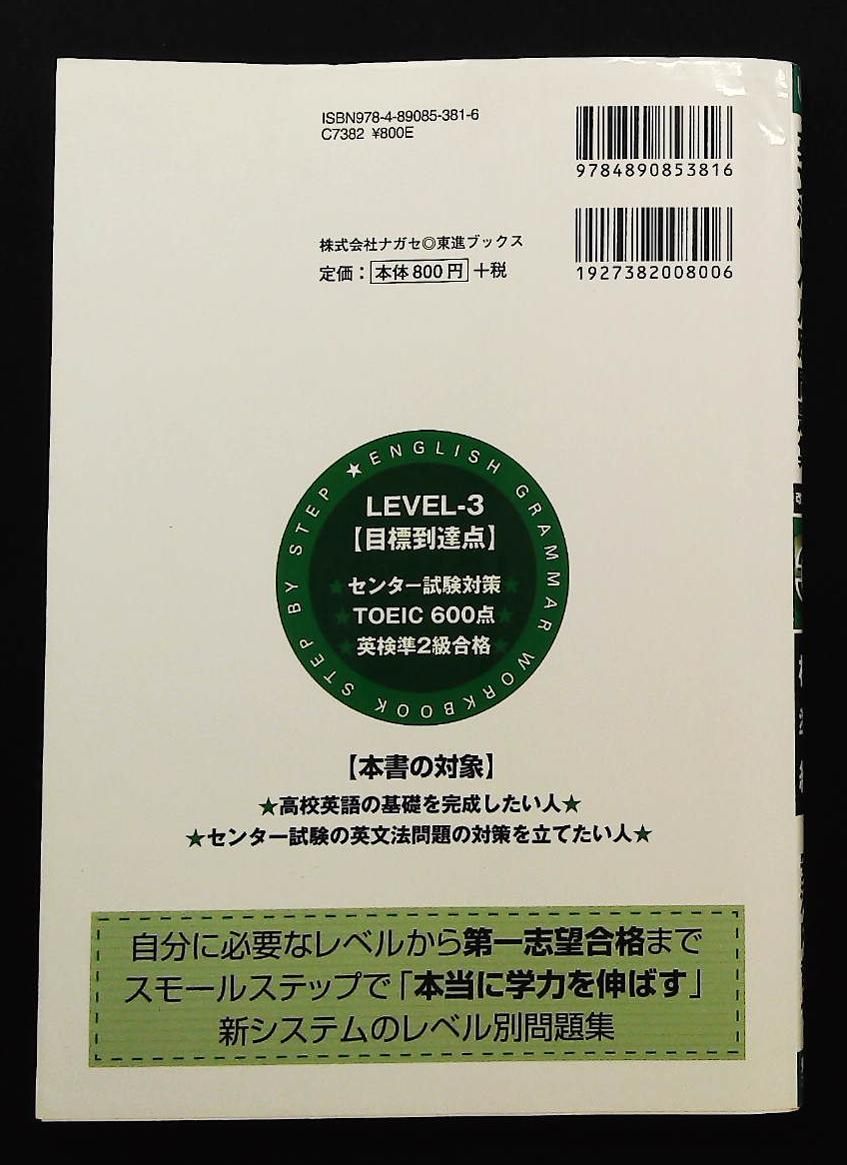 ISBN978-4-89085-381-6
C7382 ¥800E
9784890853816
1927382008006
株式会社ナガセ◎東進ブックス
定価：本体800円+税
★ENGLISH GRAMMAR WORKBOOK STEP BY STEP
LEVEL-3
【目標到達点】
★センター試験対策★
★TOEIC 600点★
★英検準2級合格★
【本書の対象】
★高校英語の基礎を完成したい人★
★センター試験の英文法問題の対策を立てたい人★
自分に必要なレベルから第一志望合格まで
スモールステップで「本当に学力を伸ばす」
新システムのレベル別問題集